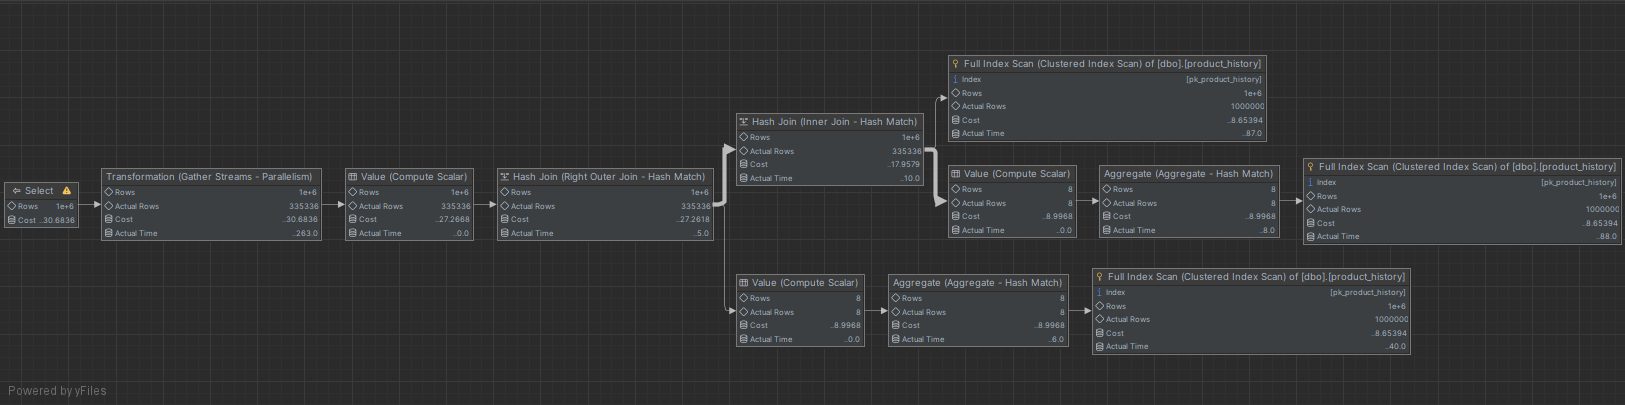 Select
Rows 1e+6
Cost ..30.6836
Transformation (Gather Streams - Parallelism)
Rows 1e+6
Actual Rows 335336
Cost ..30.6836
Actual Time ..263.0
Value (Compute Scalar)
Rows 1e+6
Actual Rows 335336
Cost ..27.2668
Actual Time ..0.0
Hash Join (Right Outer Join - Hash Match)
Rows 1e+6
Actual Rows 335336
Cost ..27.2618
Actual Time ..5.0
Hash Join (Inner Join - Hash Match)
Rows 1e+6
Actual Rows 335336
Cost ..17.9579
Actual Time ..10.0
Full Index Scan (Clustered Index Scan) of [dbo].[product_history]
Index [pk_product_history]
Rows 1e+6
Actual Rows 1000000
Cost ..8.65394
Actual Time ..87.0
Value (Compute Scalar)
Rows 8
Actual Rows 8
Cost ..8.9968
Actual Time ..0.0
Aggregate (Aggregate - Hash Match)
Rows 8
Actual Rows 8
Cost ..8.9968
Actual Time ..8.0
Full Index Scan (Clustered Index Scan) of [dbo].[product_history]
Index [pk_product_history]
Rows 1e+6
Actual Rows 1000000
Cost ..8.65394
Actual Time ..88.0
Value (Compute Scalar)
Rows 8
Actual Rows 8
Cost ..8.9968
Actual Time ..0.0
Aggregate (Aggregate - Hash Match)
Rows 8
Actual Rows 8
Cost ..8.9968
Actual Time ..6.0
Full Index Scan (Clustered Index Scan) of [dbo].[product_history]
Index [pk_product_history]
Rows 1e+6
Actual Rows 1000000
Cost ..8.65394
Actual Time ..40.0
Powered by yFiles